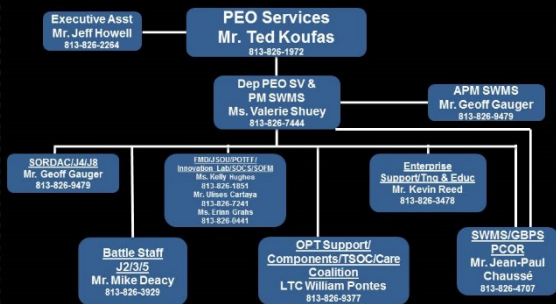 Executive Asst
Mr. Jeff Howell
813-826-2264
PEO Services
Mr. Ted Koufas
813-826-1972
Dep PEO SV &
PM SWMS
Ms. Valerie Shuey
813-826-7444
APM SWMS
Mr. Geoff Gauger
813-826-9479
SORDAC/J4/J8
Mr. Geoff Gauger
813-826-9479
FMD/JSOU/POTFF/
Innovation Lab/SOCS/SOFM
Ms. Kelly Hughes
813-826-1851
Mr. Ulises Cartaya
813-826-7241
Ms. Erinn Grahs
813-826-0441
Enterprise
Support/Tng & Educ
Mr. Kevin Reed
813-826-3478
Battle Staff
J2/3/5
Mr. Mike Deacy
813-826-3929
OPT Support/
Components/TSOC/Care
Coalition
LTC William Pontes
813-826-9377
SWMS/GBPS
PCOR
Mr. Jean-Paul
Chaussé
813-826-4707